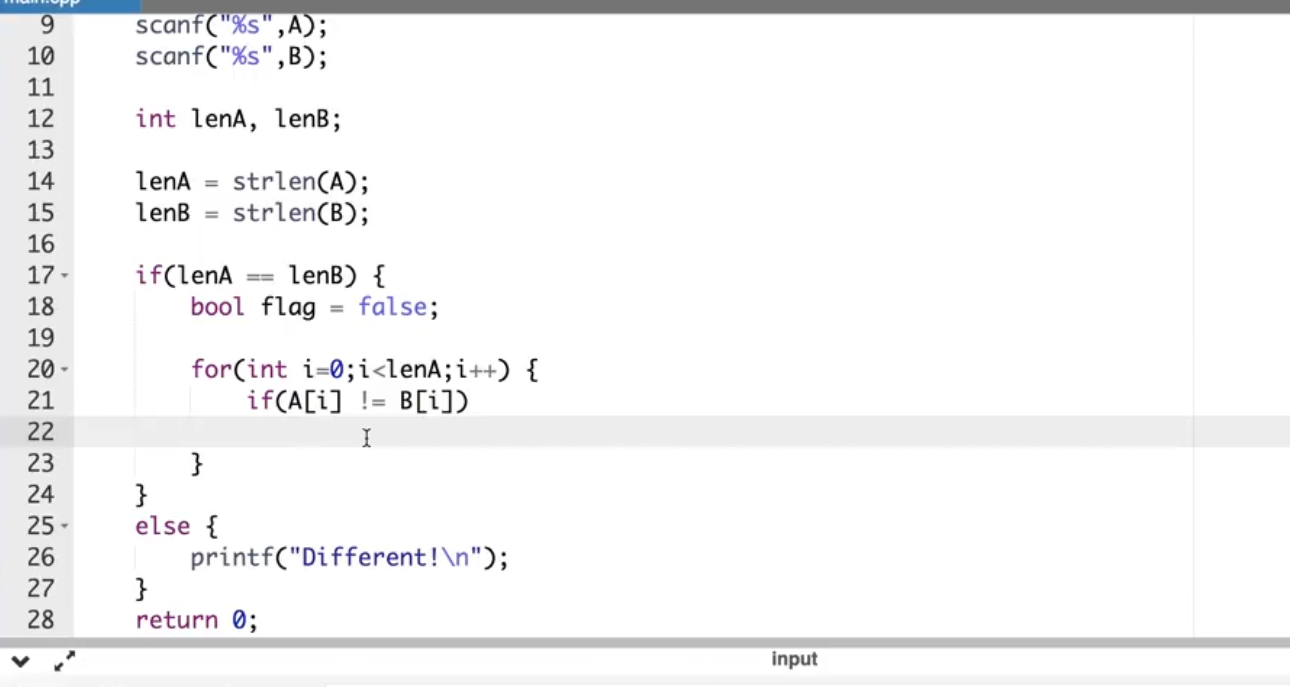 main.cpp
9 scanf("%s",A);
10 scanf("%s",B);
11
12 int lenA, lenB;
13
14 lenA = strlen(A);
15 lenB = strlen(B);
16
17 if(lenA == lenB) {
18 bool flag = false;
19
20 for(int i=0;i<lenA;i++) {
21 if(A[i] != B[i])
22
23 }
24 }
25 else {
26 printf("Different!\n");
27 }
28 return 0;
input